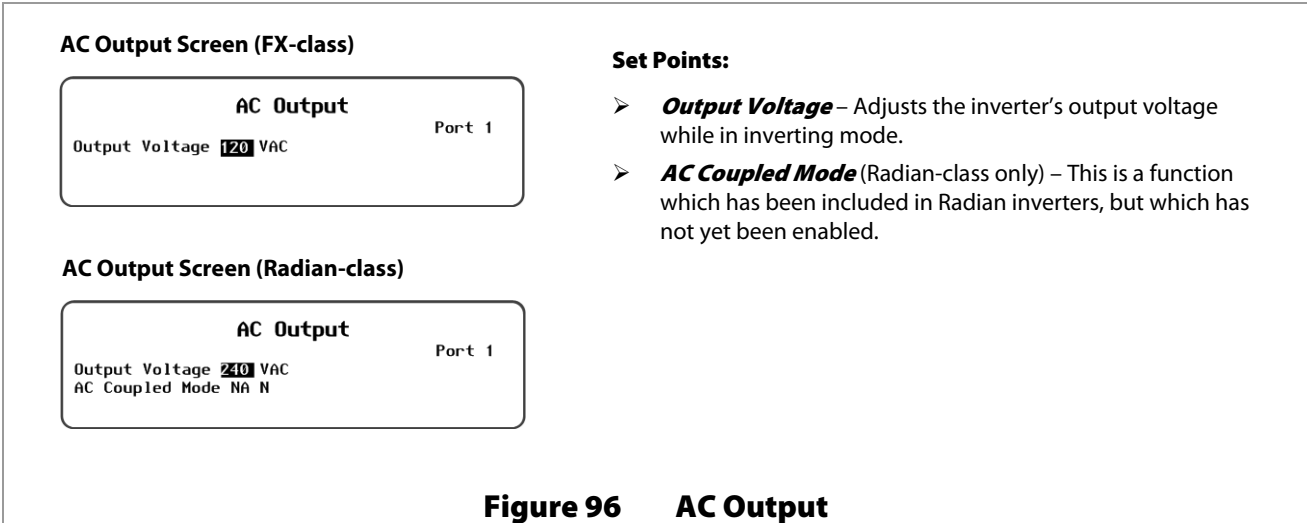 AC Output Screen (FX-class)
AC Output
Port 1
Output Voltage 120 VAC
AC Output Screen (Radian-class)
AC Output
Port 1
Output Voltage 240 VAC
AC Coupled Mode NA N
Set Points:
➢ Output Voltage – Adjusts the inverter’s output voltage
while in inverting mode.
➢ AC Coupled Mode (Radian-class only) – This is a function
which has been included in Radian inverters, but which has
not yet been enabled.
Figure 96 AC Output